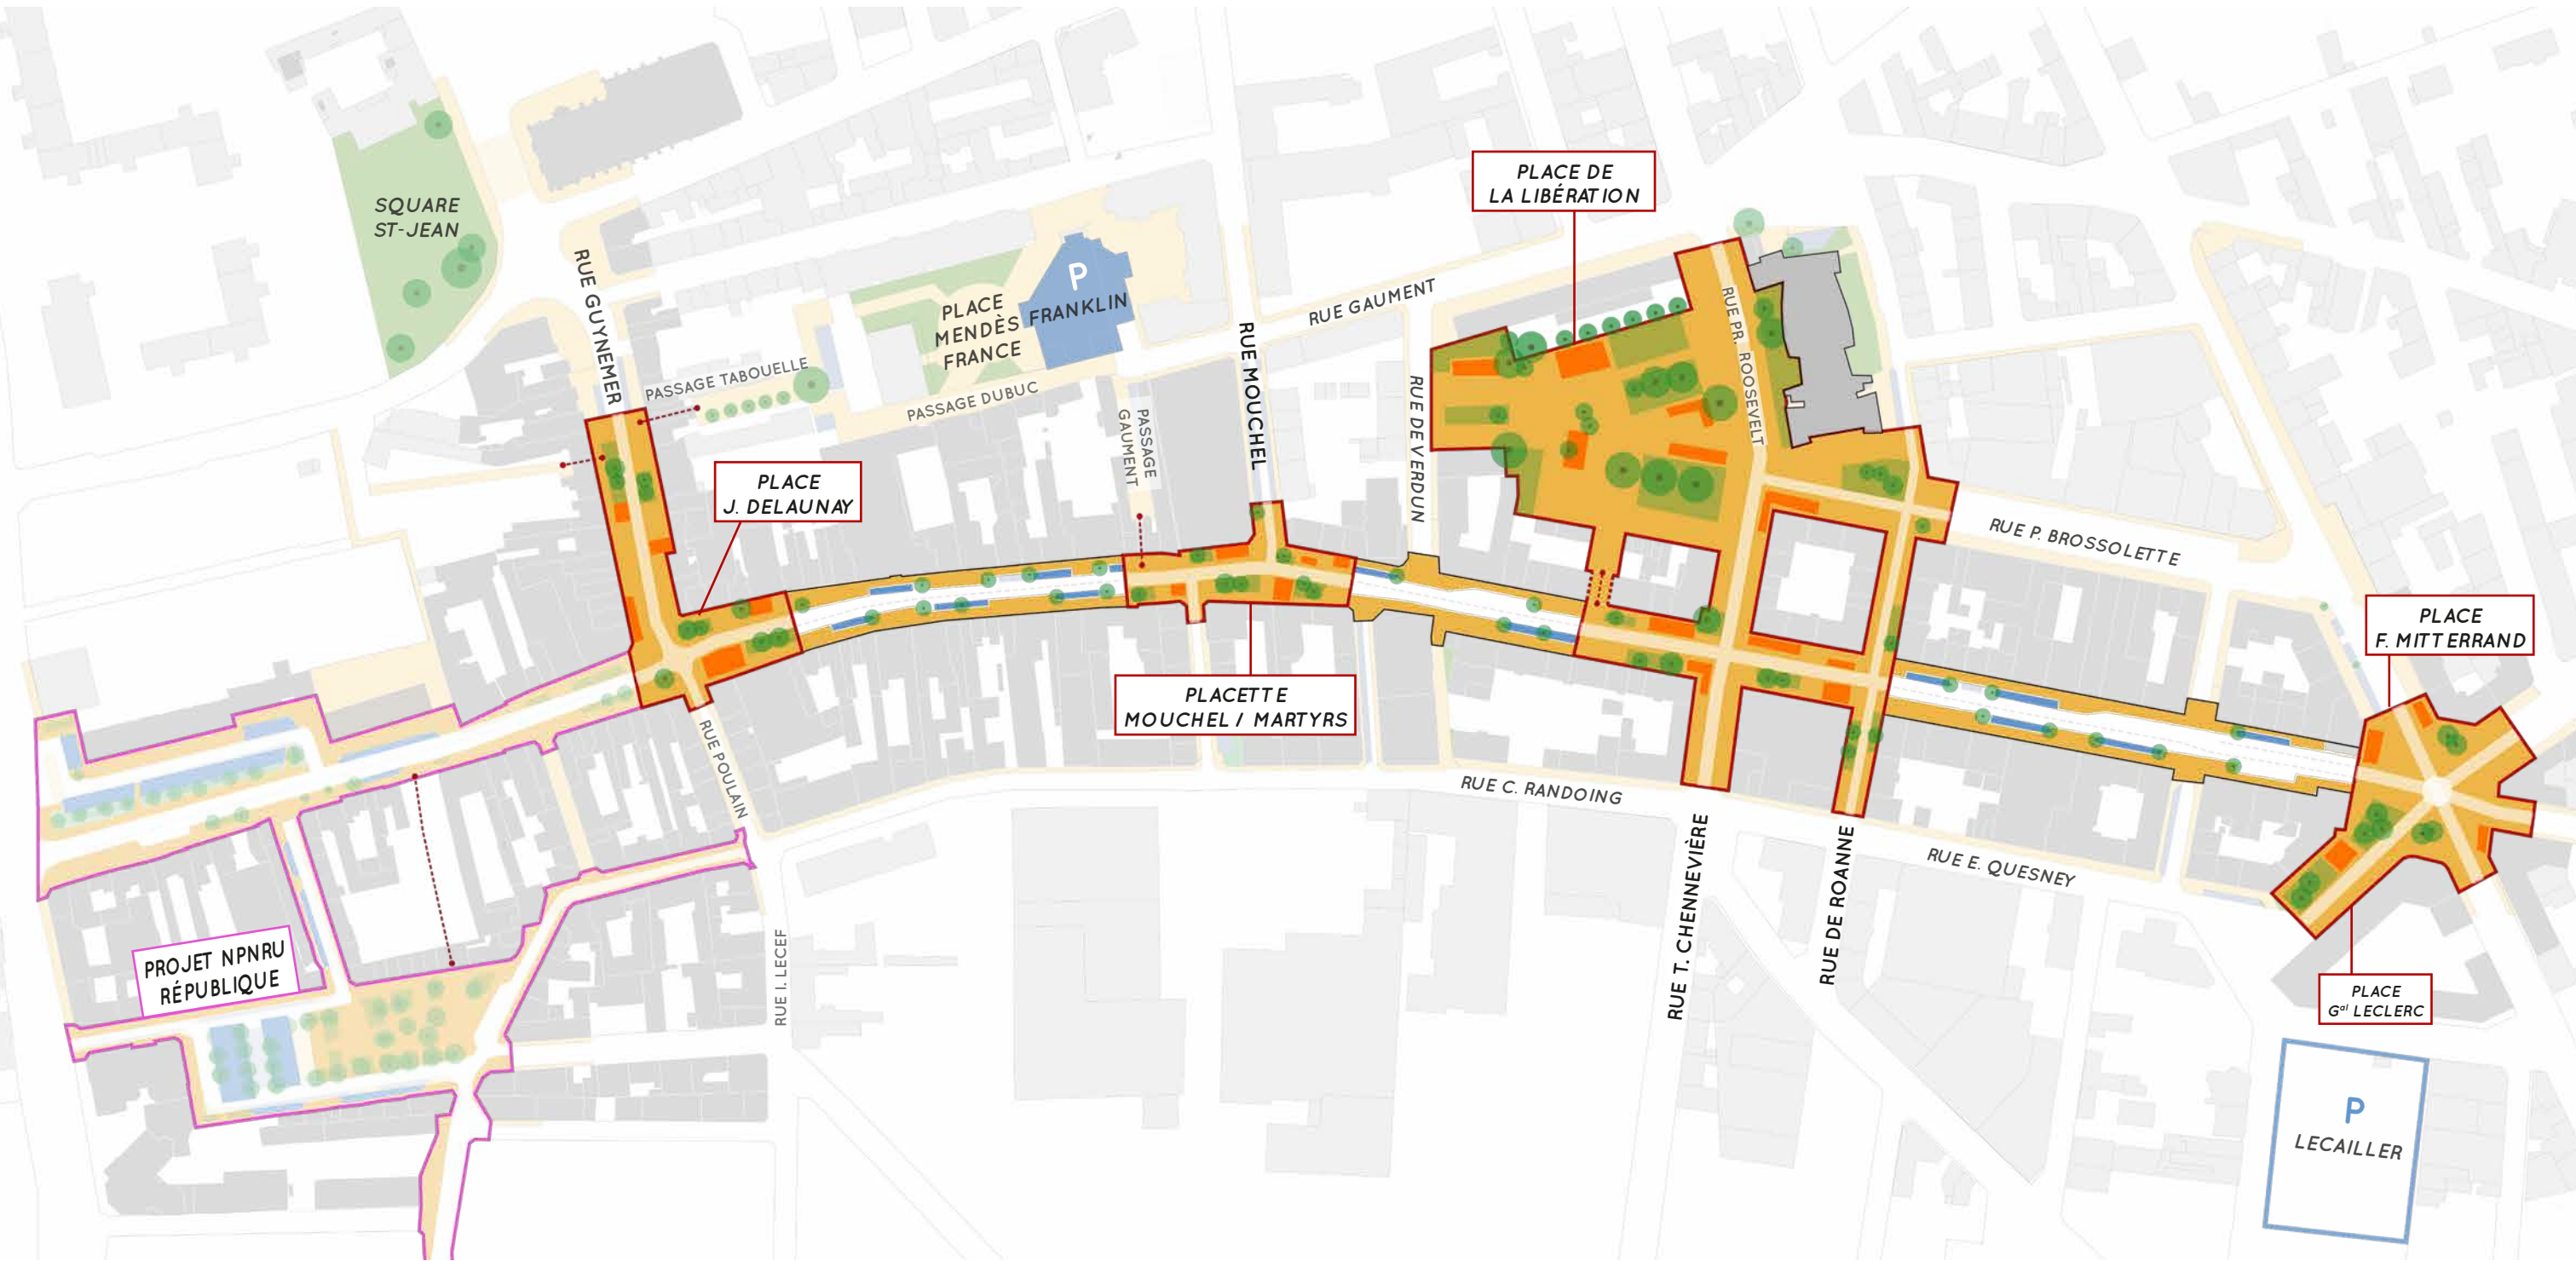 SQUARE
ST-JEAN
RUE GUYNEMER
PLACE
MENDÈS
FRANCE
P
FRANKLIN
PASSAGE TABOUELLE
PASSAGE DUBUC
PASSAGE
GAUMENT
RUE MOUCHEL
RUE GAUMENT
RUE DE VERDUN
PLACE DE
LA LIBÉRATION
RUE PR. ROOSEVELT
PLACE
J. DELAUNAY
PLACETTE
MOUCHEL / MARTYRS
RUE P. BROSSOLETTE
PLACE
F. MITTERRAND
RUE POULAIN
RUE C. RANDOING
RUE T. CHENNEVIÈRE
RUE DE ROANNE
RUE E. QUESNEY
RUE I. LECEF
PROJET NPNRU
RÉPUBLIQUE
PLACE
Gal LECLERC
P
LECAILLER